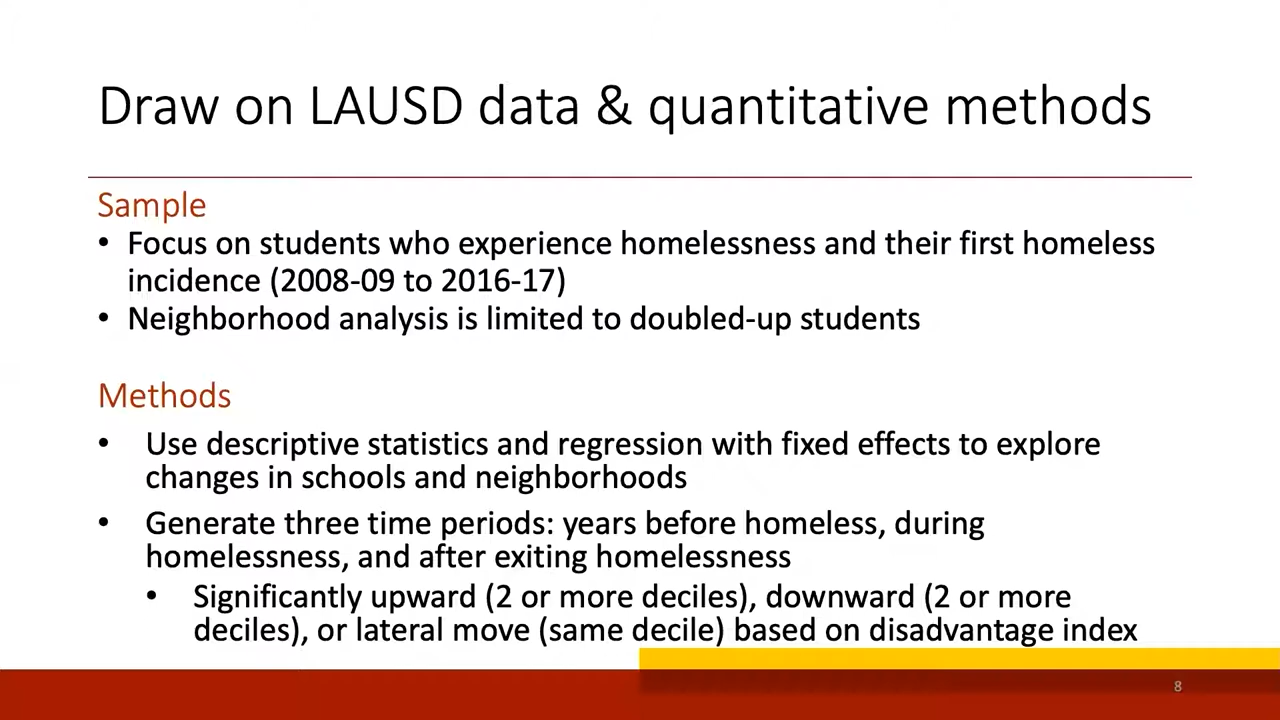 Draw on LAUSD data & quantitative methods
Sample
• Focus on students who experience homelessness and their first homeless
incidence (2008-09 to 2016-17)
• Neighborhood analysis is limited to doubled-up students
Methods
• Use descriptive statistics and regression with fixed effects to explore
changes in schools and neighborhoods
• Generate three time periods: years before homeless, during
homelessness, and after exiting homelessness
• Significantly upward (2 or more deciles), downward (2 or more
deciles), or lateral move (same decile) based on disadvantage index
8